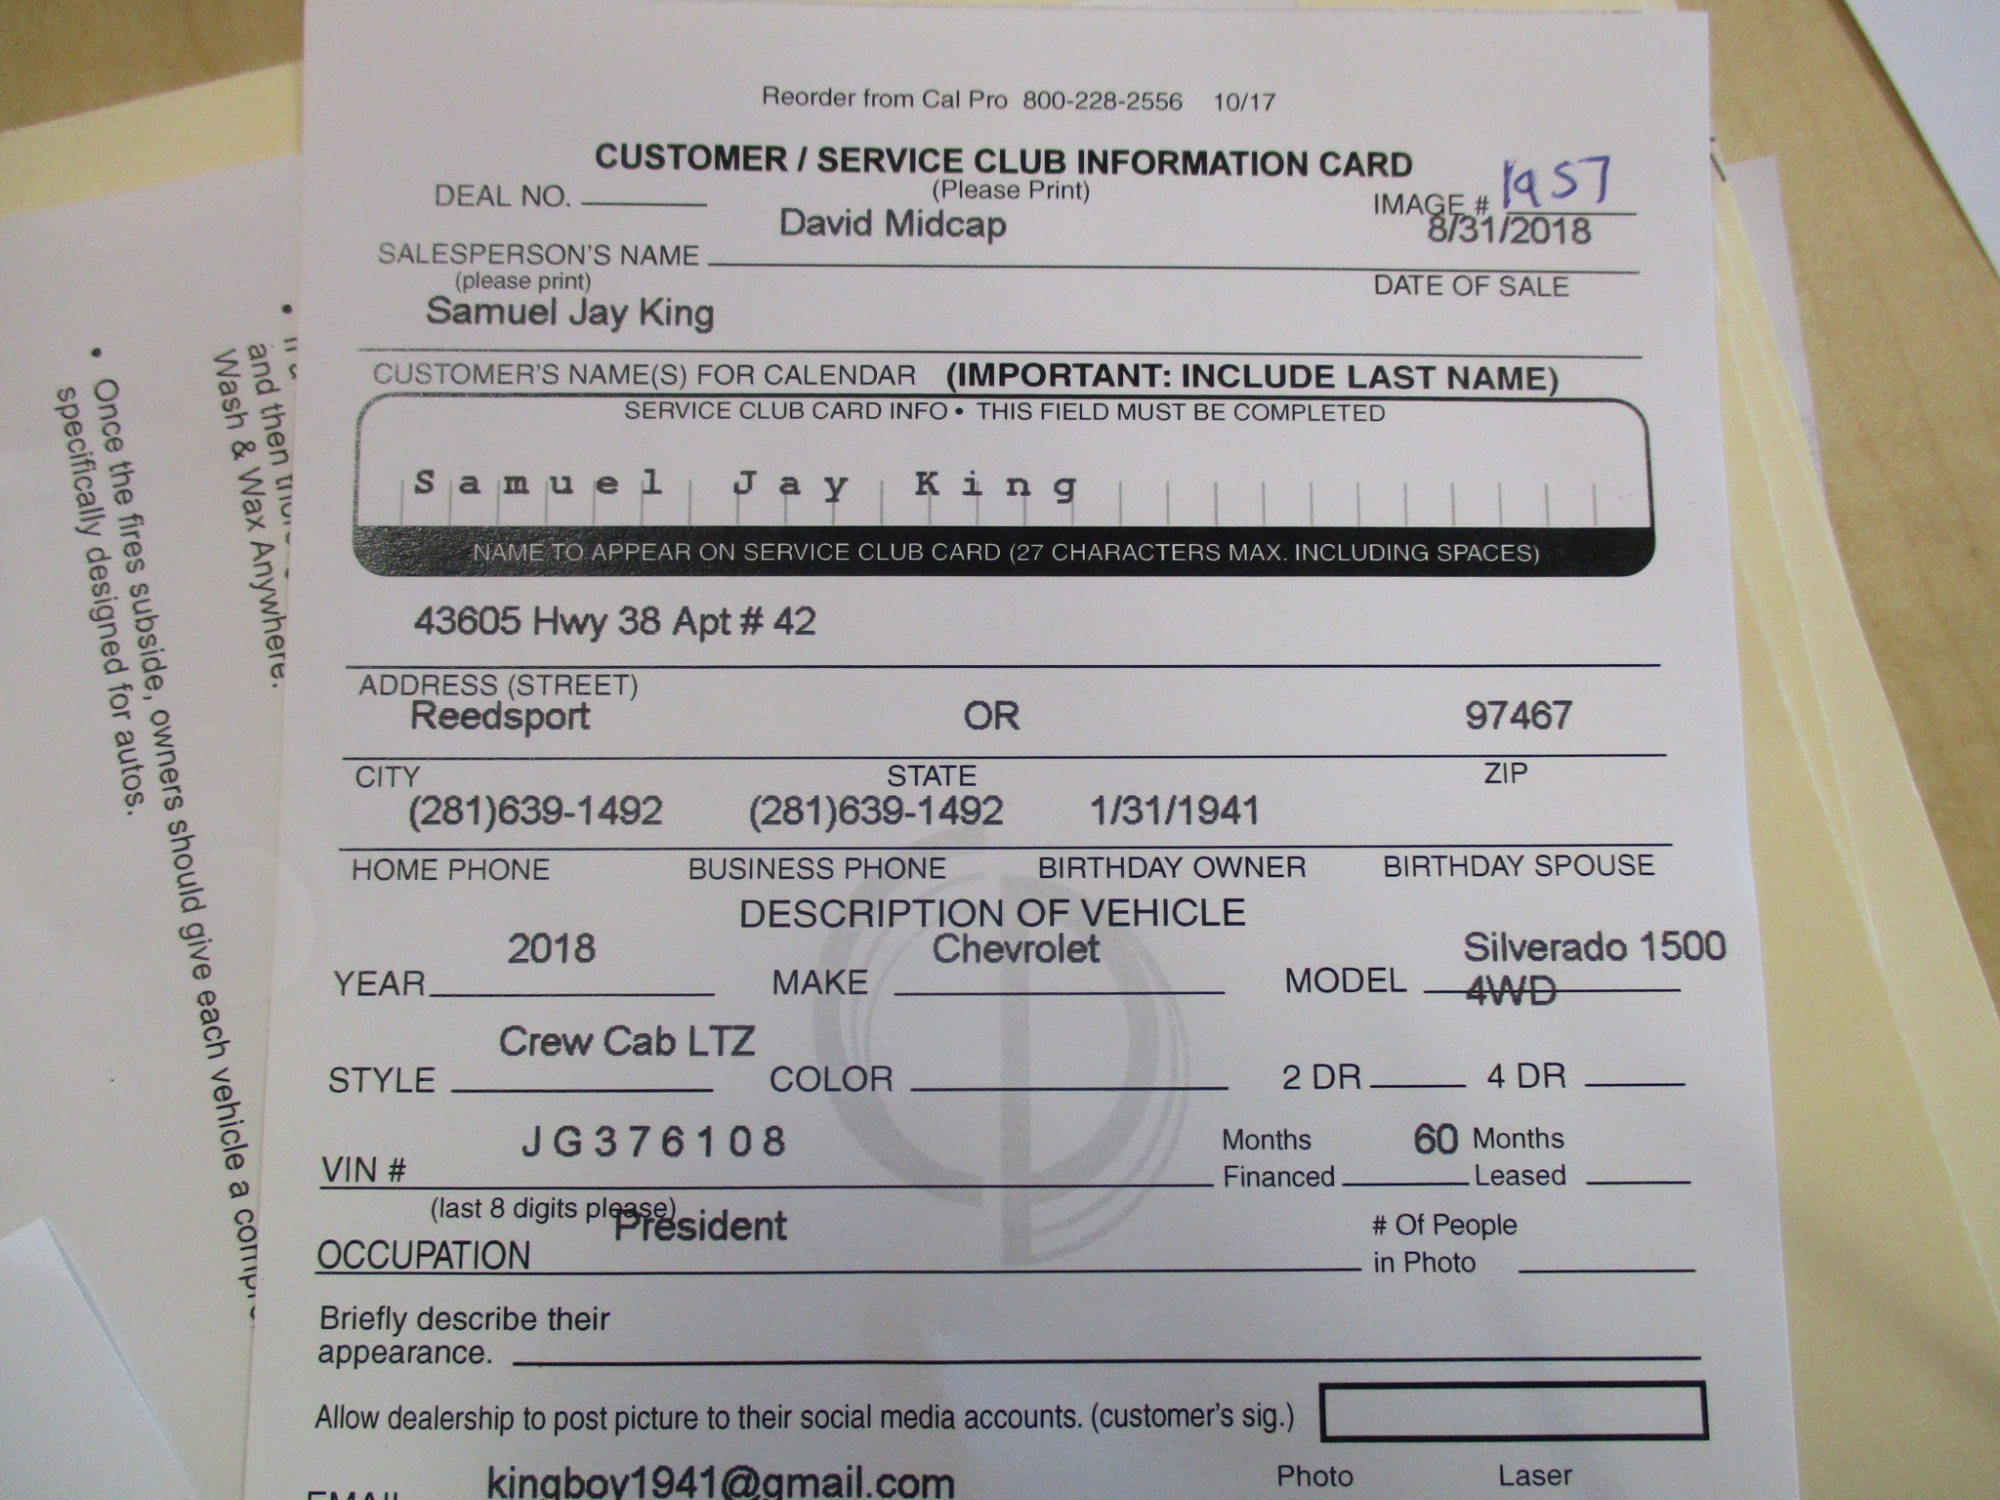 Reorder from Cal Pro 800-228-2556 10/17
CUSTOMER / SERVICE CLUB INFORMATION CARD
(Please Print)
DEAL NO.
IMAGE # 1957
David Midcap
8/31/2018
SALESPERSON'S NAME
(please print)
DATE OF SALE
Samuel Jay King
CUSTOMER'S NAME(S) FOR CALENDAR (IMPORTANT: INCLUDE LAST NAME)
SERVICE CLUB CARD INFO • THIS FIELD MUST BE COMPLETED
Samuel Jay King
NAME TO APPEAR ON SERVICE CLUB CARD (27 CHARACTERS MAX. INCLUDING SPACES)
43605 Hwy 38 Apt # 42
ADDRESS (STREET)
Reedsport OR 97467
CITY STATE ZIP
(281)639-1492 (281)639-1492 1/31/1941
HOME PHONE BUSINESS PHONE BIRTHDAY OWNER BIRTHDAY SPOUSE
DESCRIPTION OF VEHICLE
2018 Chevrolet Silverado 1500
YEAR MAKE MODEL 4WD
Crew Cab LTZ
STYLE COLOR 2 DR 4 DR
JG376108
VIN #
Months Financed 60
Months Leased
(last 8 digits please)
President
OCCUPATION
# Of People
in Photo
Briefly describe their
appearance.
Allow dealership to post picture to their social media accounts. (customer's sig.)
kingboy1941@gmail.com
EMAIL
Photo Laser
and then
Wash & Wax Anywhere.
• Once the fires subside, owners should give each vehicle a
specifically designed for autos.